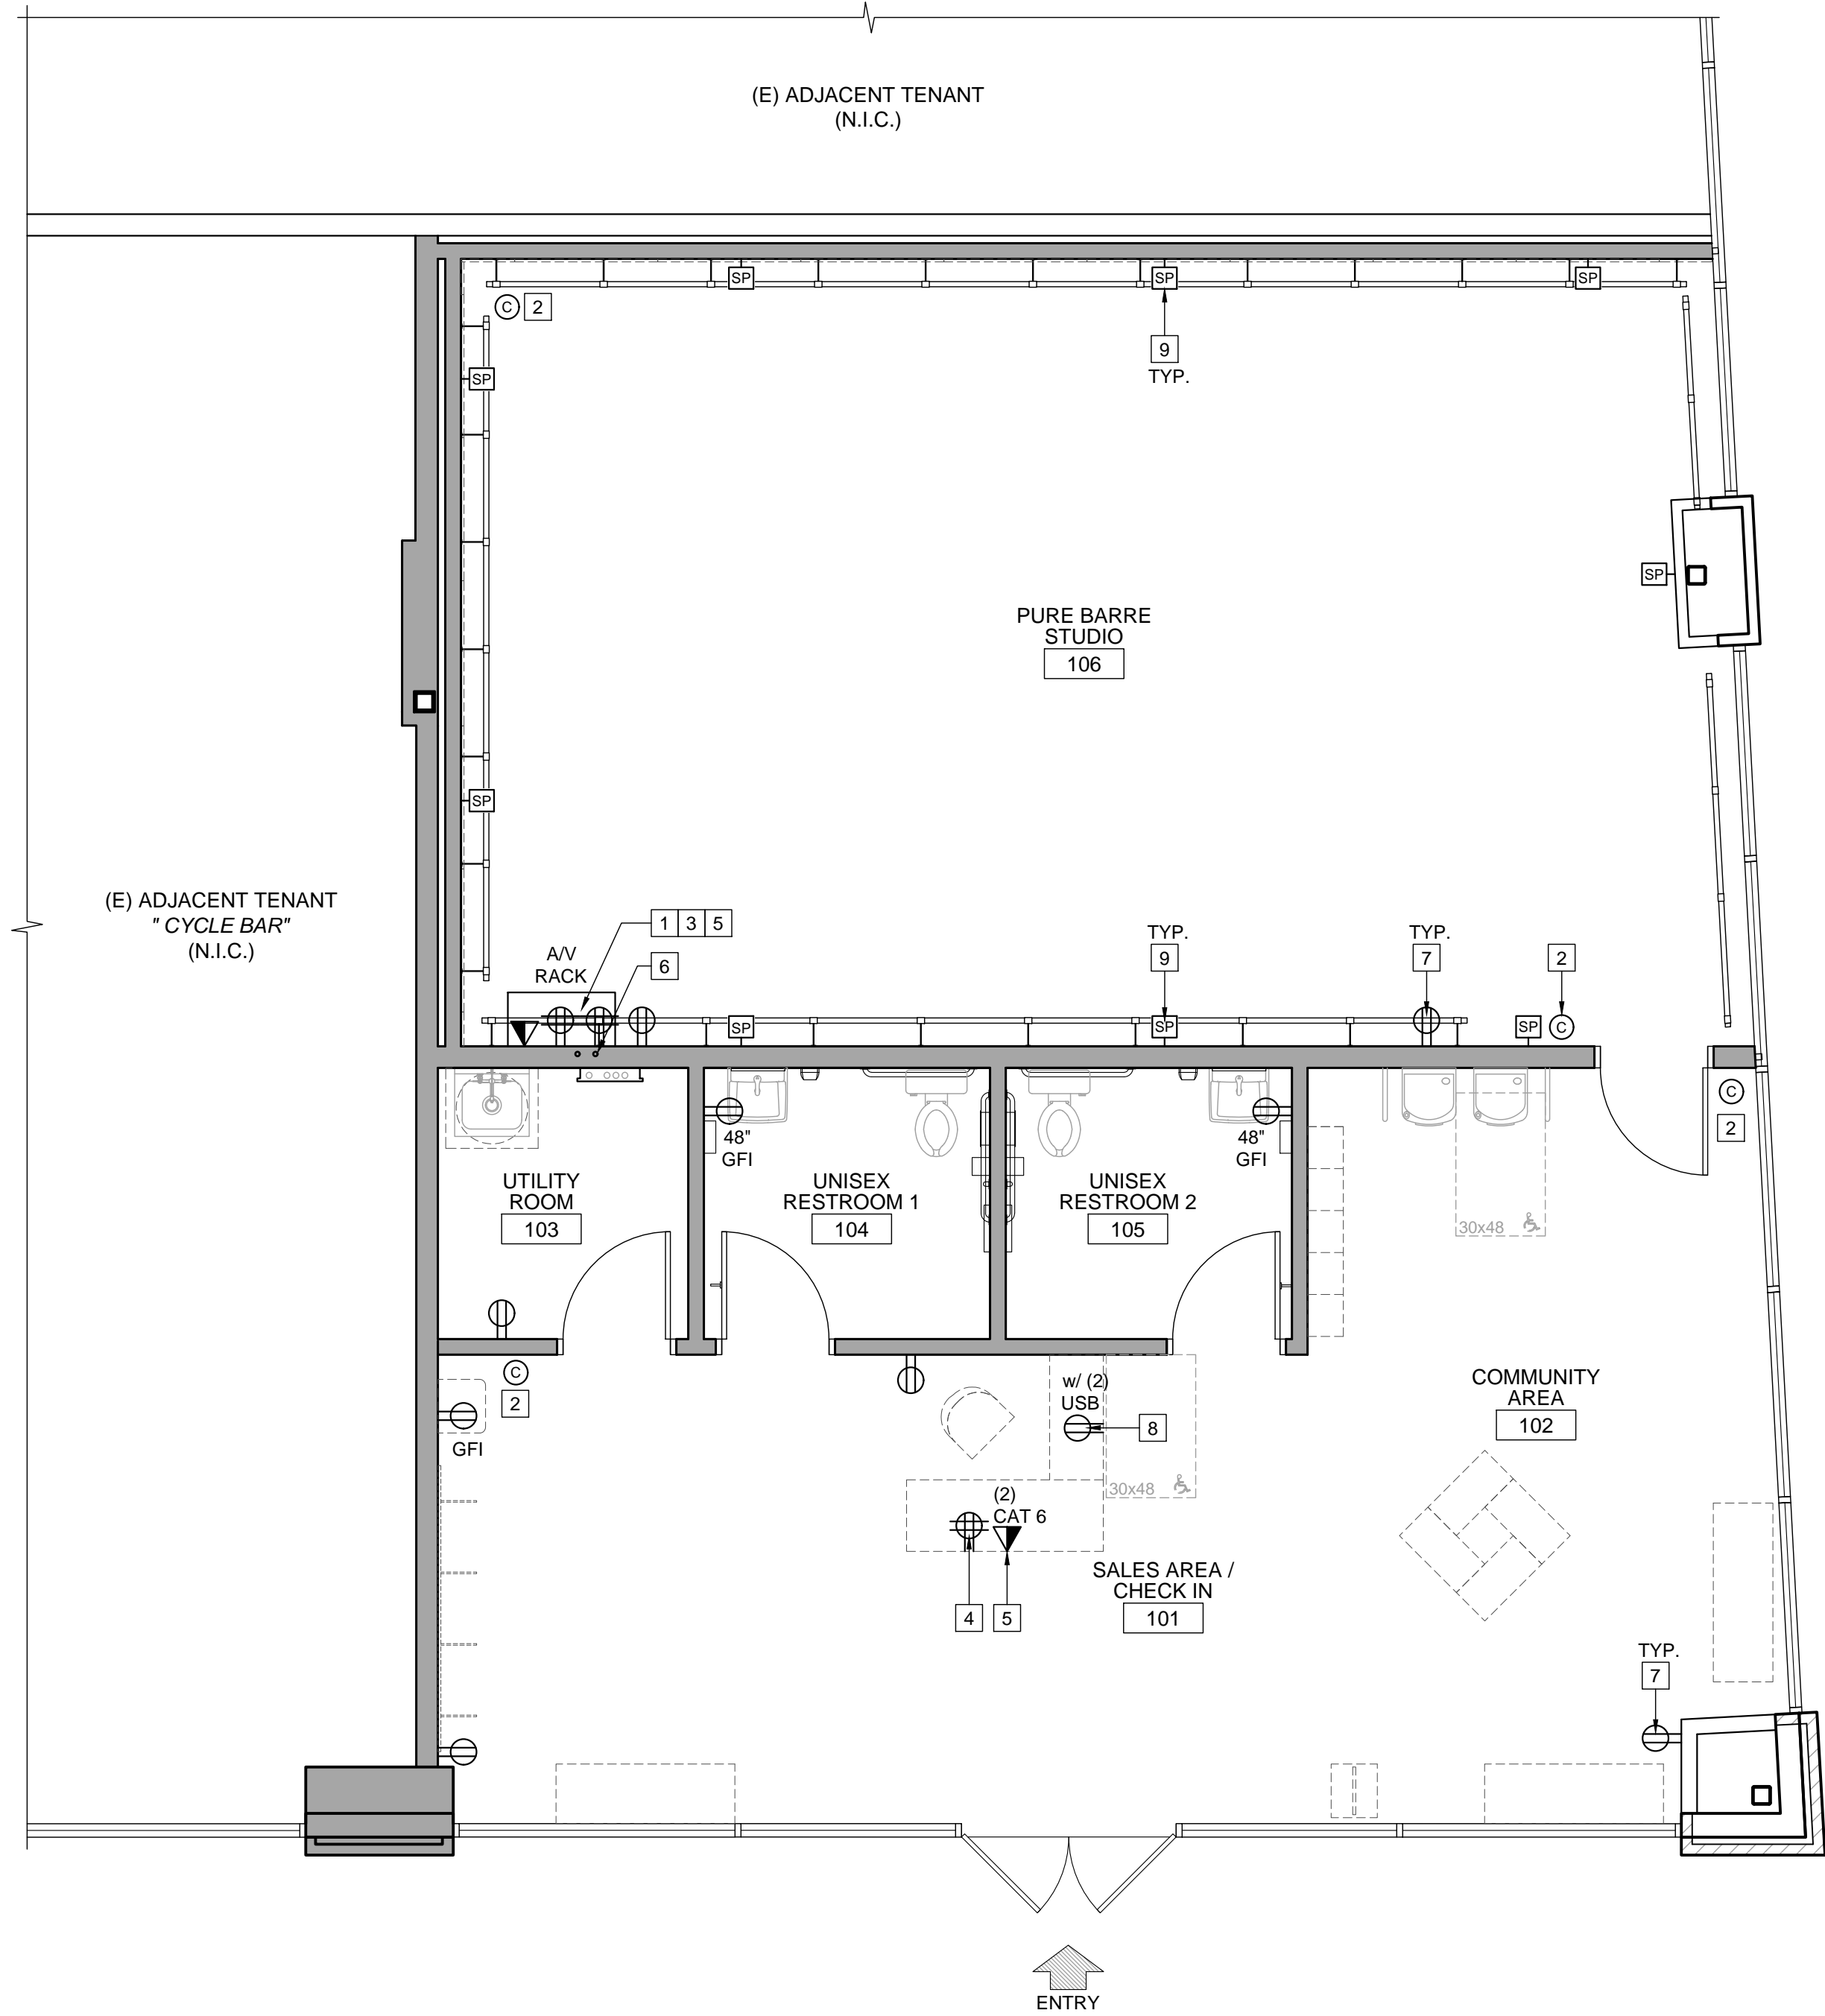 (E) ADJACENT TENANT
(N.I.C.)
SP
SP
SP
C
2
9
TYP.
SP
SP
PURE BARRE
STUDIO
106
SP
(E) ADJACENT TENANT
" CYCLE BAR"
(N.I.C.)
1 3 5
A/V
RACK
6
TYP.
9
TYP.
7
2
SP
SP
SP
C
C
2
48"
GFI
48"
GFI
UTILITY
ROOM
103
UNISEX
RESTROOM 1
104
UNISEX
RESTROOM 2
105
30x48
C
2
GFI
w/ (2)
USB
8
COMMUNITY
AREA
102
30x48
(2)
CAT 6
SALES AREA /
CHECK IN
101
4
5
TYP.
7
ENTRY